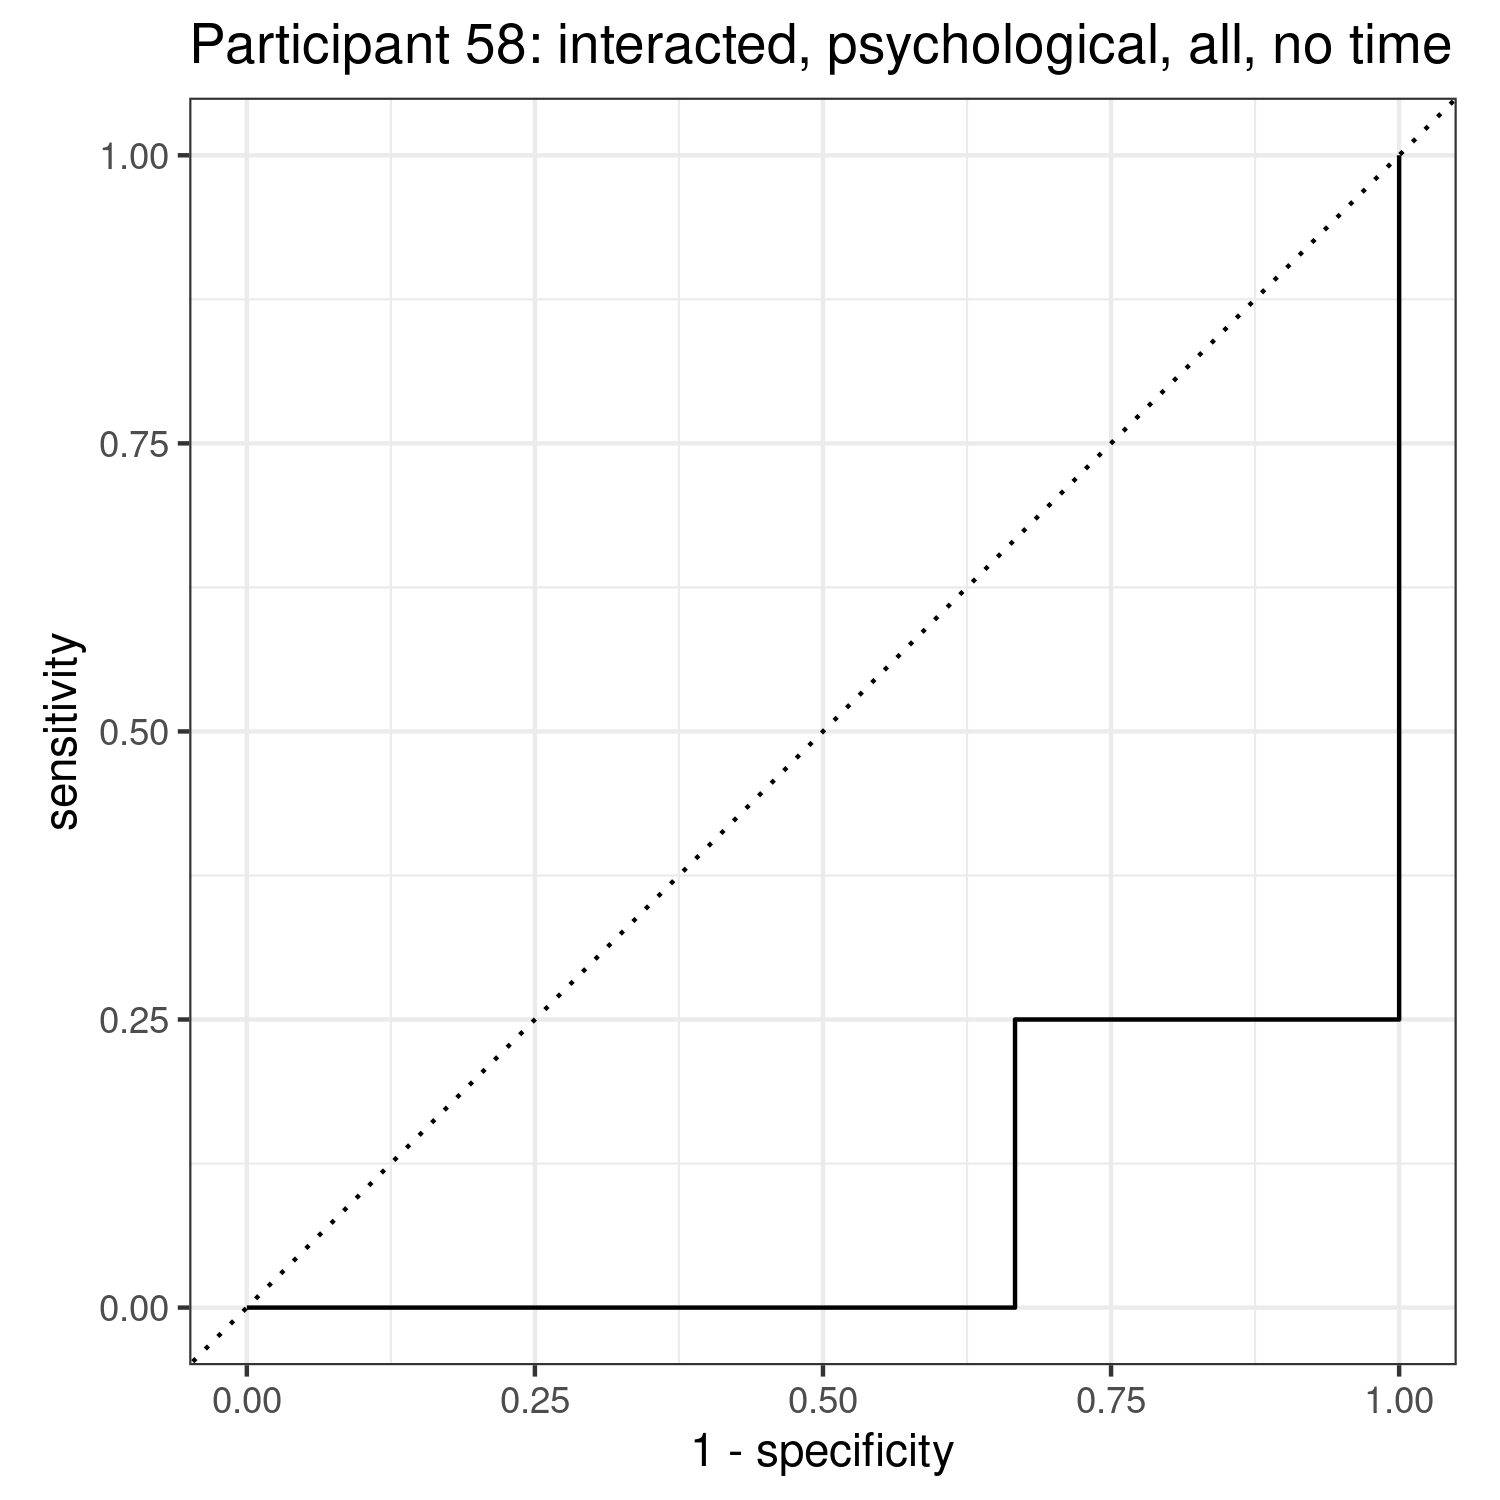 Participant 58: interacted, psychological, all, no time
1.00
0.75
0.50
0.25
0.00
sensitivity
0.00 0.25 0.50 0.75 1.00
1 - specificity